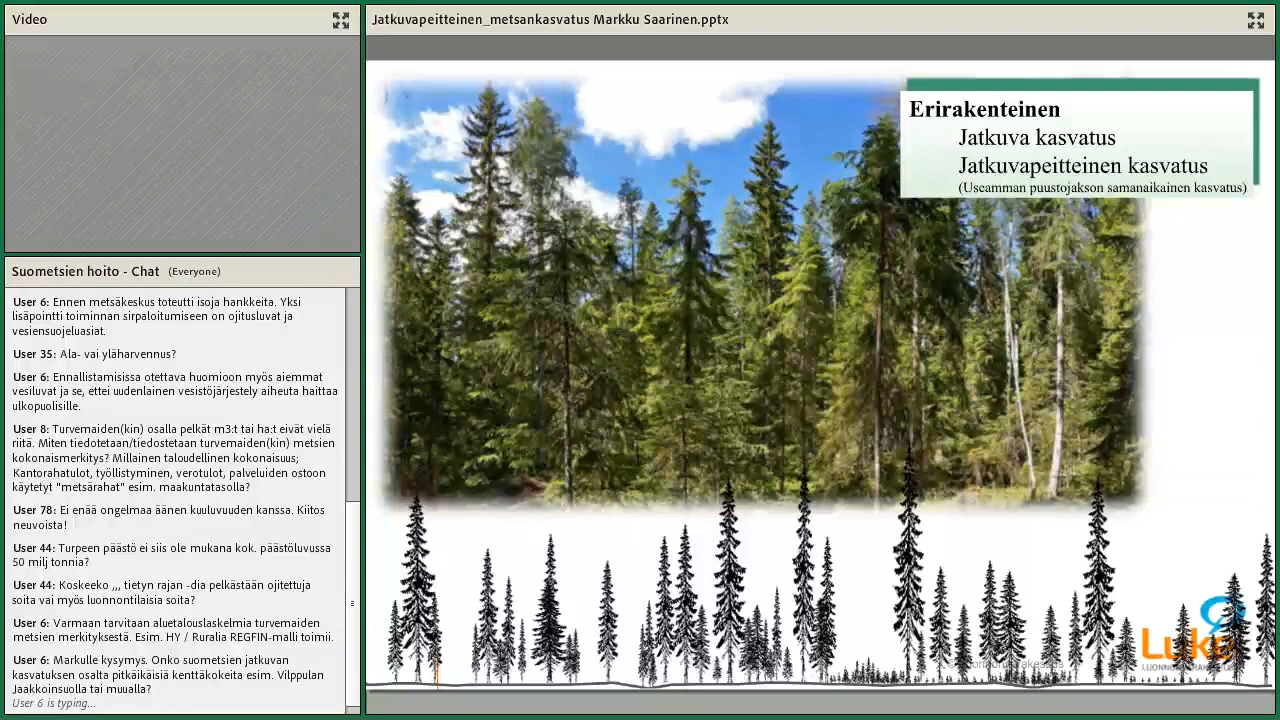 Video
Jatkuvapeitteinen_metsankasvatus Markku Saarinen.pptx
Suometsien hoito - Chat (Everyone)
User 6: Ennen metsäkeskus toteutti isoja hankkeita. Yksi
lisäpointti toiminnan sirpaloitumiseen on ojitusluvat ja
vesiensuojeluasiat.
User 35: Ala- vai yläharvennus?
User 6: Ennallistamisissa otettava huomioon myös aiemmat
vesiluvat ja se, ettei uudenlainen vesistöjärjestely aiheuta haittaa
ulkopuolisille.
User 8: Turvemaiden(kin) osalla pelkät m3:t tai ha:t eivät vielä
riitä. Miten tiedotetaan/tiedostetaan turvemaiden(kin) metsien
kokonaismerkitys? Millainen taloudellinen kokonaisuus;
Kantorahatulot, työllistyminen, verotulot, palveluiden ostoon
käytetyt "metsärahat" esim. maakuntatasolla?
User 78: Ei enää ongelmaa äänen kuuluvuuden kanssa. Kiitos
neuvoista!
User 44: Turpeen päästö ei siis ole mukana kok. päästöluvussa
50 milj tonnia?
User 44: Koskeeko ,,, tietyn rajan -dia pelkästään ojitettuja
soita vai myös luonnontilaisia soita?
User 6: Varmaan tarvitaan aluetalouslaskelmia turvemaiden
metsien merkityksestä. Esim. HY / Ruralia REGFIN-malli toimii.
User 6: Markulle kysymys. Onko suometsien jatkuvan
kasvatuksen osalta pitkäikäisiä kenttäkokeita esim. Vilppulan
Jaakkoinsuolla tai muualla?
User 6 is typing...
Erirakenteinen
Jatkuva kasvatus
Jatkuvapeitteinen kasvatus
(Useamman puustojakson samanaikainen kasvatus)
Luke